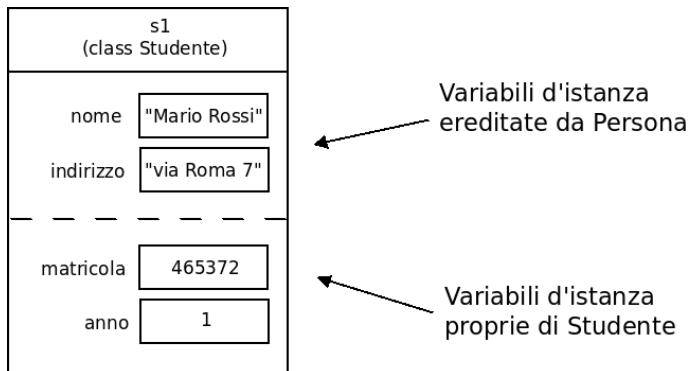 s1
(class Studente)
nome "Mario Rossi"
indirizzo "via Roma 7"
Variabili d'istanza
ereditate da Persona
matricola 465372
anno 1
Variabili d'istanza
proprie di Studente